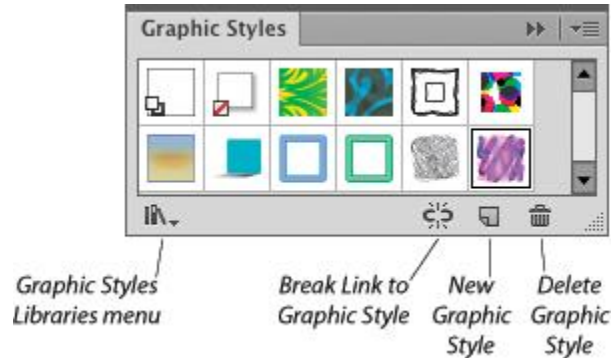 Graphic Styles
Graphic Styles
Libraries menu
Break Link to
Graphic Style
New
Graphic
Style
Delete
Graphic
Style